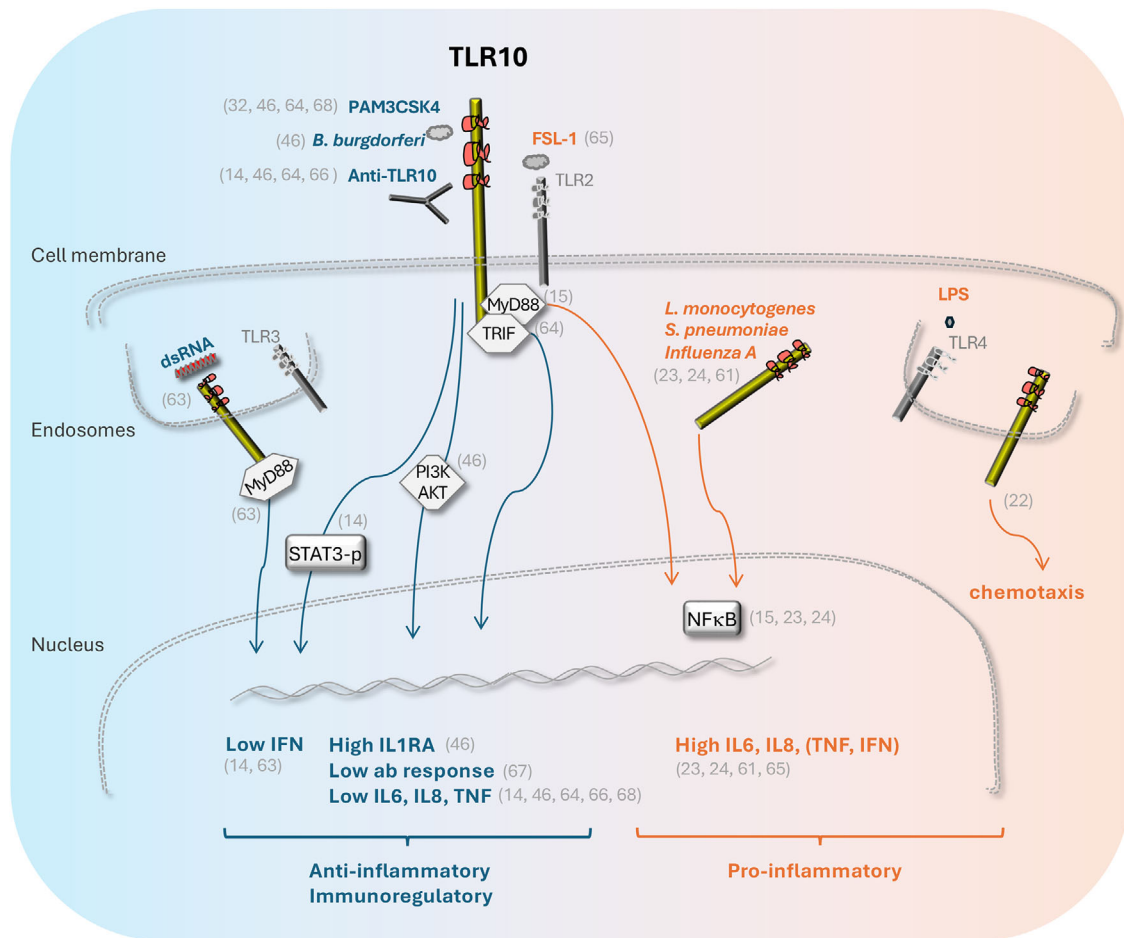 TLR10
(32, 46, 64, 68) PAM3CSK4
(46) B. burgdorferi
FSL-1 (65)
(14, 46, 64, 66 ) Anti-TLR10
TLR2
Cell membrane
MyD88 (15)
TRIF (64)
L. monocytogenes
S. pneumoniae
Influenza A
(23, 24, 61)
LPS
TLR4
dsRNA
TLR3
(63)
Endosomes
MyD88
(63)
PI3K
AKT
(46)
(14)
STAT3-p
(22)
chemotaxis
NFκB (15, 23, 24)
Nucleus
Low IFN
(14, 63)
High IL1RA (46)
Low ab response (67)
Low IL6, IL8, TNF (14, 46, 64, 66, 68)
High IL6, IL8, (TNF, IFN)
(23, 24, 61, 65)
Anti-inflammatory
Immunoregulatory
Pro-inflammatory